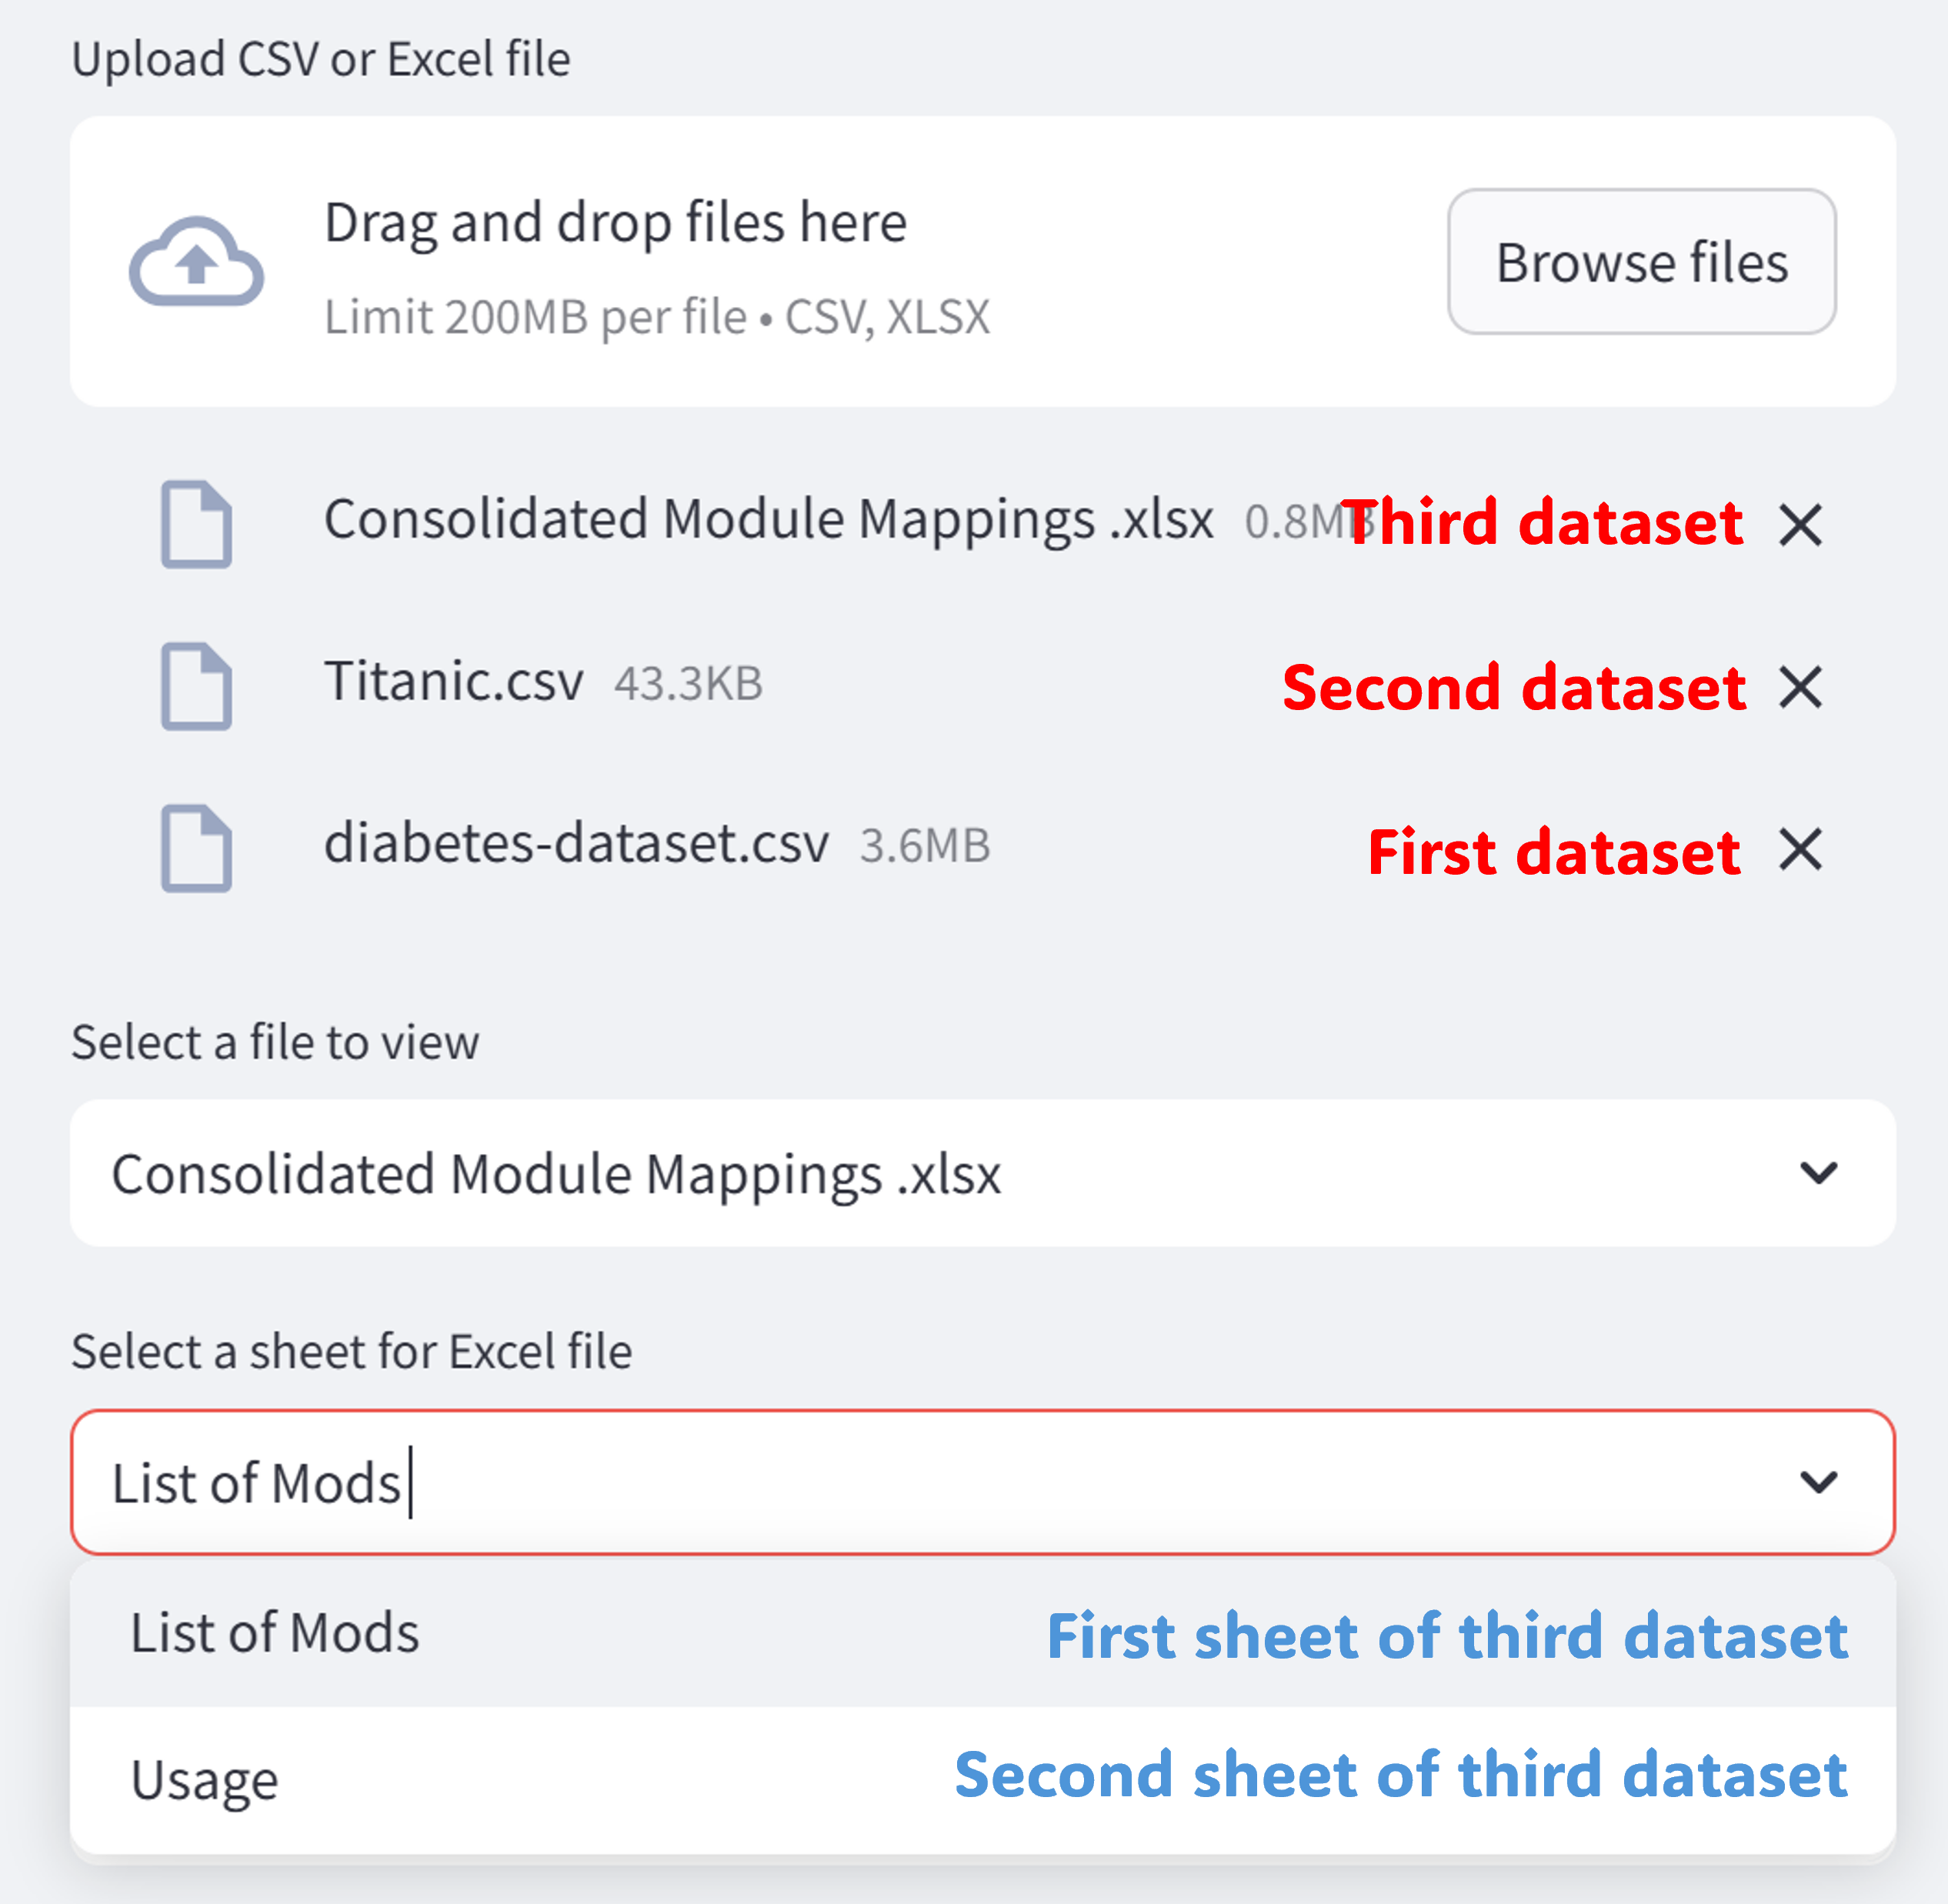 Upload CSV or Excel file
Drag and drop files here
Limit 200MB per file • CSV, XLSX
Browse files
Consolidated Module Mappings .xlsx 0.8MB Third dataset
Titanic.csv 43.3KB Second dataset
diabetes-dataset.csv 3.6MB First dataset
Select a file to view
Consolidated Module Mappings .xlsx
Select a sheet for Excel file
List of Mods
List of Mods First sheet of third dataset
Usage Second sheet of third dataset